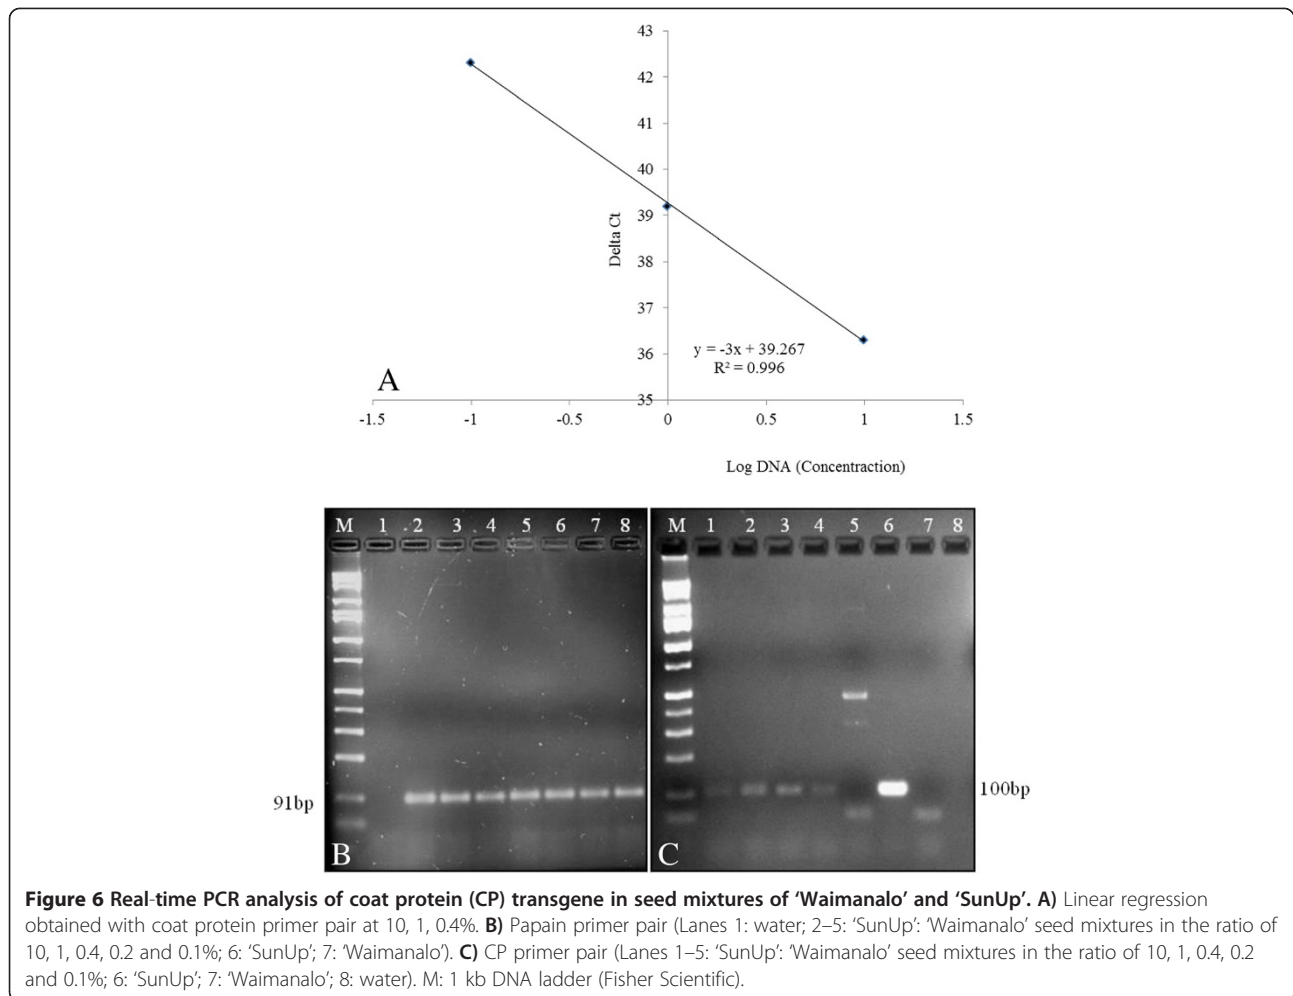 43
42
41
40
39
38
37
36
35
Delta Ct
y = -3x + 39.267
R² = 0.996
A
-1.5 -1 -0.5 0 0.5 1 1.5
Log DNA (Concentraction)
M 1 2 3 4 5 6 7 8
M 1 2 3 4 5 6 7 8
91bp
100bp
B
C
Figure 6 Real-time PCR analysis of coat protein (CP) transgene in seed mixtures of ‘Waimanalo’ and ‘SunUp’. A) Linear regression
obtained with coat protein primer pair at 10, 1, 0.4%. B) Papain primer pair (Lanes 1: water; 2–5: ‘SunUp’: ‘Waimanalo’ seed mixtures in the ratio of
10, 1, 0.4, 0.2 and 0.1%; 6: ‘SunUp’; 7: ‘Waimanalo’). C) CP primer pair (Lanes 1–5: ‘SunUp’: ‘Waimanalo’ seed mixtures in the ratio of 10, 1, 0.4, 0.2
and 0.1%; 6: ‘SunUp’; 7: ‘Waimanalo’; 8: water). M: 1 kb DNA ladder (Fisher Scientific).